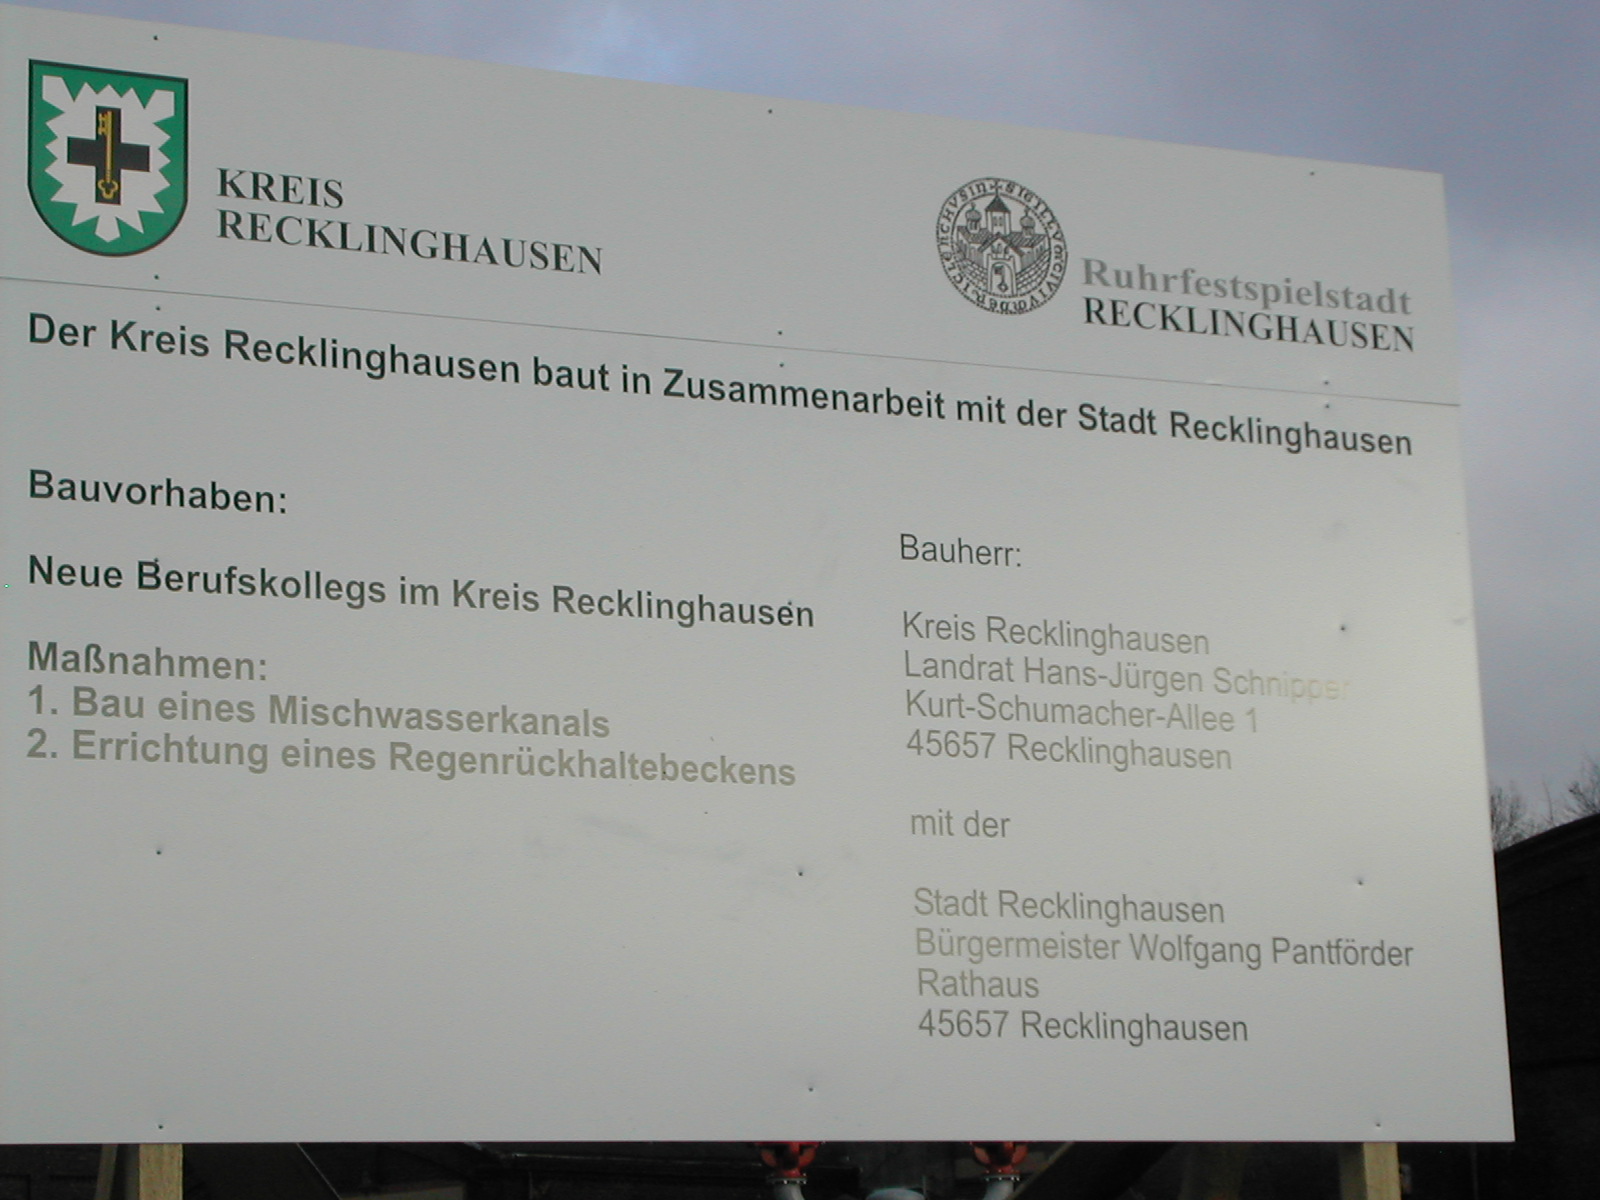 KREIS
RECKLINGHAUSEN
Ruhrfestspielstadt
RECKLINGHAUSEN
Der Kreis Recklinghausen baut in Zusammenarbeit mit der Stadt Recklinghausen
Bauvorhaben:
Neue Berufskollegs im Kreis Recklinghausen
Maßnahmen:
1. Bau eines Mischwasserkanals
2. Errichtung eines Regenrückhaltebeckens
Bauherr:
Kreis Recklinghausen
Landrat Hans-Jürgen Schnipper
Kurt-Schumacher-Allee 1
45657 Recklinghausen
mit der
Stadt Recklinghausen
Bürgermeister Wolfgang Pantförder
Rathaus
45657 Recklinghausen